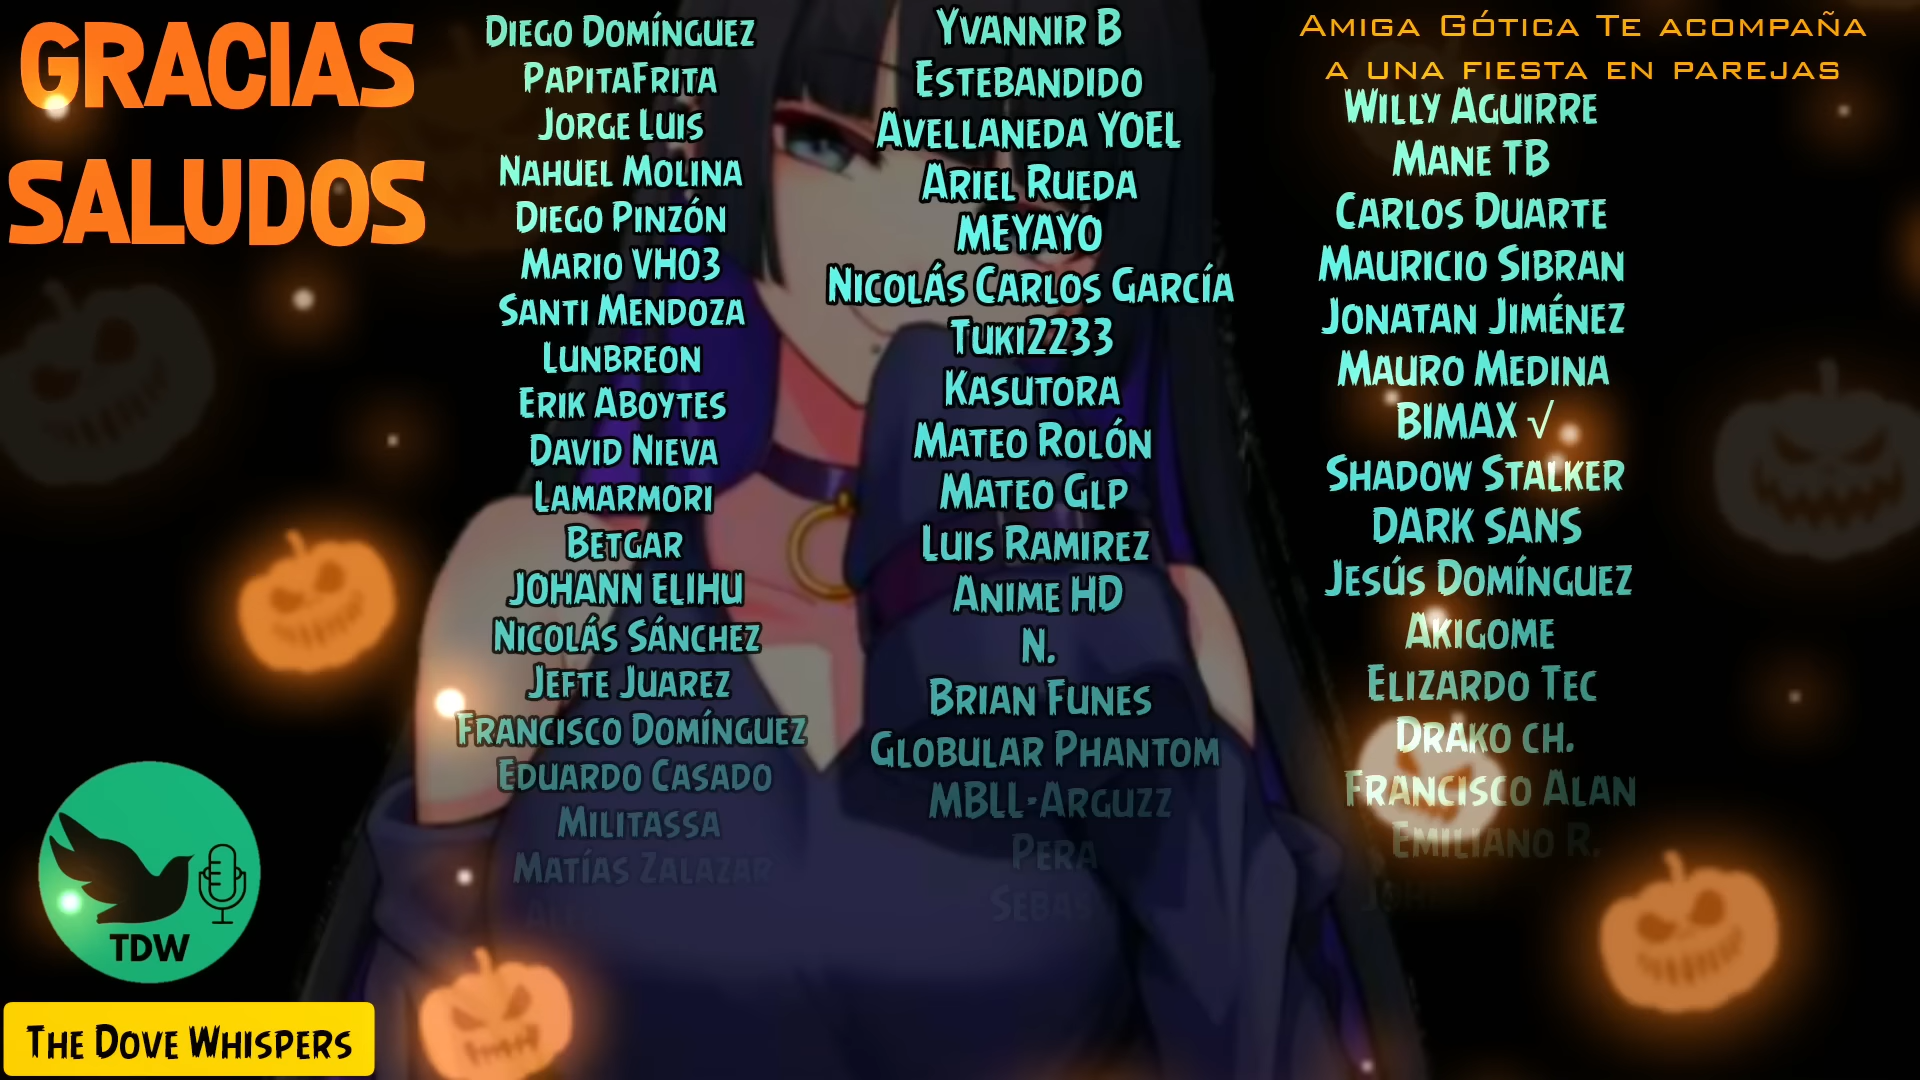 GRACIAS
SALUDOS
Diego Domínguez
PapitaFrita
Jorge Luis
Nahuel Molina
Diego Pinzón
Mario VHO3
Santi Mendoza
Lunbreon
Erik Aboytes
David Nieva
Lamarmori
Betgar
JOHANN ELIHU
Nicolás Sánchez
Jefte Juarez
Francisco Domínguez
Eduardo Casado
Militassa
Matías Zalazar
Yvannir B
Estebandido
Avellaneda YOEL
Ariel Rueda
MEYAYO
Nicolás Carlos García
Tuki2233
Kasutora
Mateo Rolón
Mateo Glp
Luis Ramirez
Anime HD
N.
Brian Funes
Globular Phantom
MBLL-Arguzz
Pera
Sebas
Amiga Gótica Te acompaña
a una fiesta en parejas
Willy Aguirre
Mane TB
Carlos Duarte
Mauricio Sibran
Jonatan Jiménez
Mauro Medina
BIMAX √
Shadow Stalker
DARK SANS
Jesús Domínguez
Akigome
Elizardo Tec
Drako ch.
Francisco Alan
Emiliano R.
TDW
The Dove Whispers